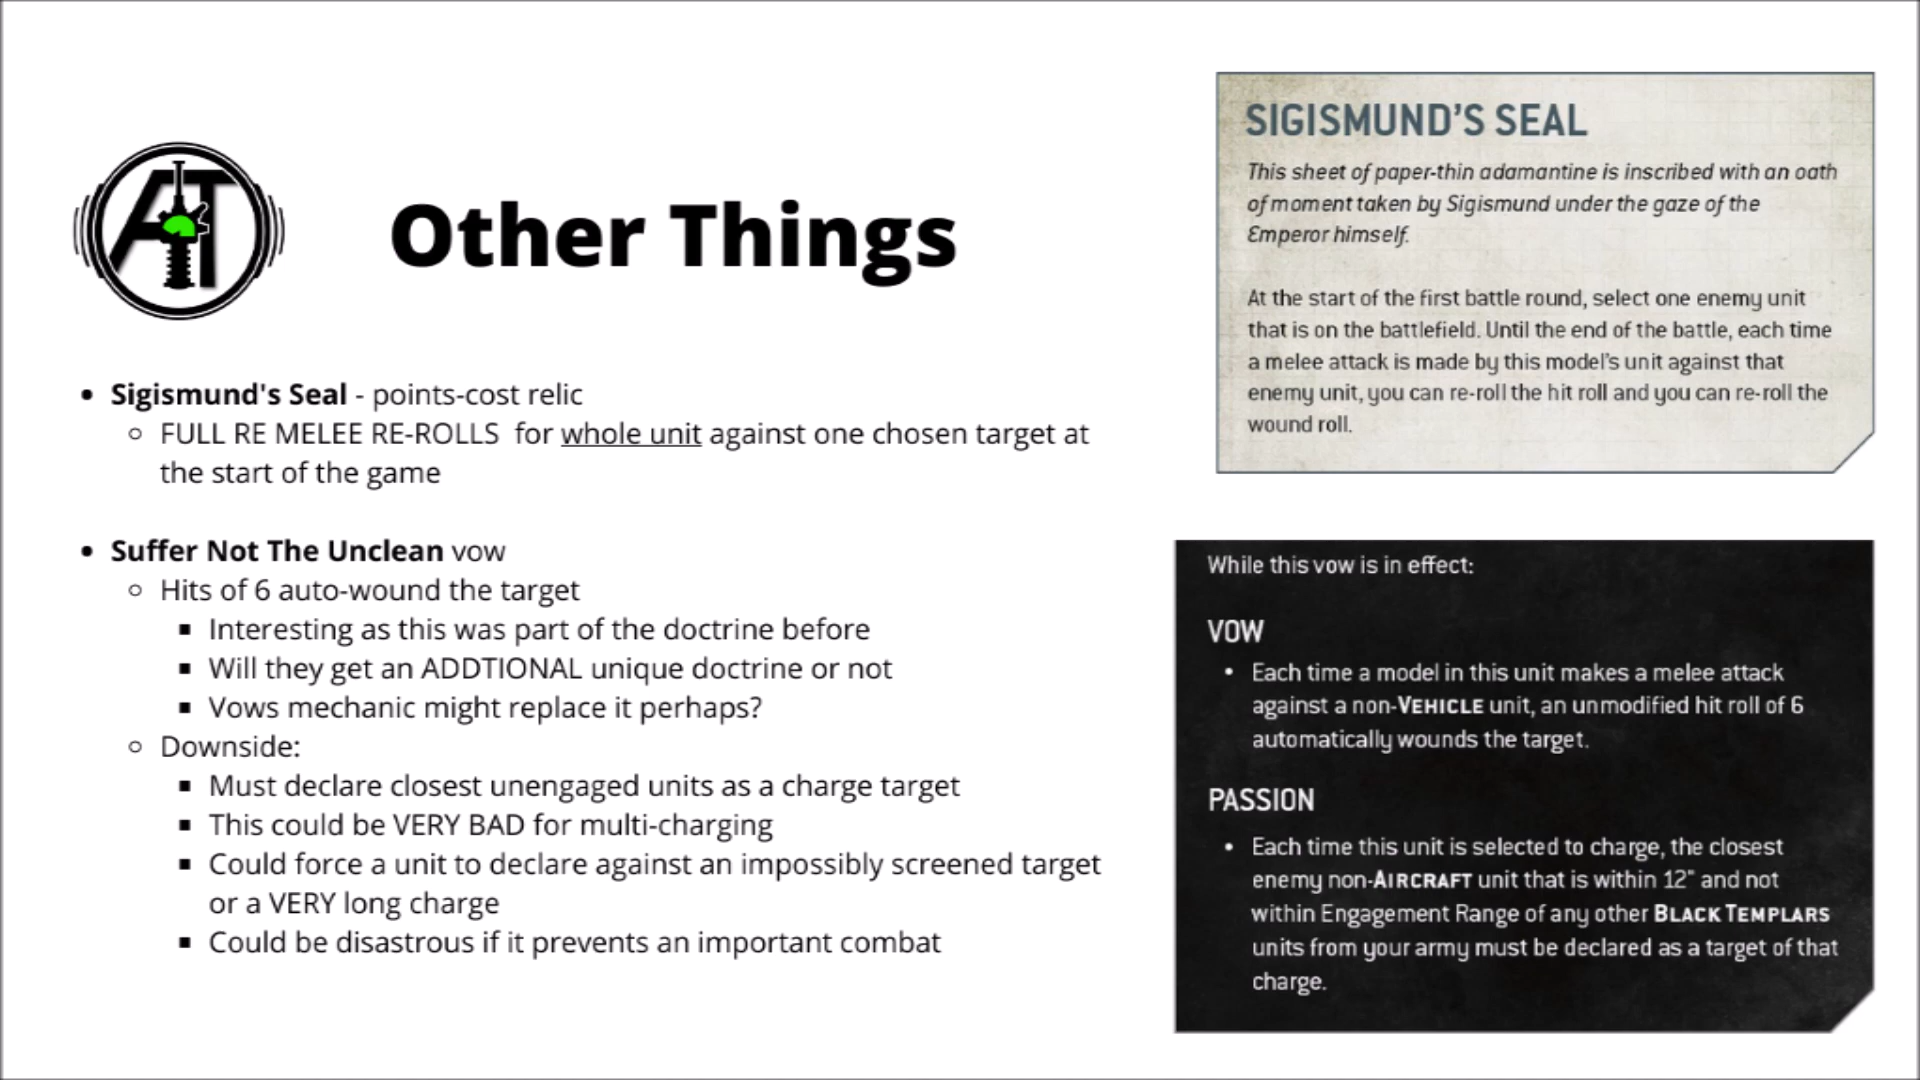 AT
Other Things
• Sigismund's Seal - points-cost relic
○ FULL RE MELEE RE-ROLLS for whole unit against one chosen target at
the start of the game
• Suffer Not The Unclean vow
○ Hits of 6 auto-wound the target
▪ Interesting as this was part of the doctrine before
▪ Will they get an ADDTIONAL unique doctrine or not
▪ Vows mechanic might replace it perhaps?
○ Downside:
▪ Must declare closest unengaged units as a charge target
▪ This could be VERY BAD for multi-charging
▪ Could force a unit to declare against an impossibly screened target
or a VERY long charge
▪ Could be disastrous if it prevents an important combat
SIGISMUND'S SEAL
This sheet of paper-thin adamantine is inscribed with an oath
of moment taken by Sigismund under the gaze of the
Emperor himself.
At the start of the first battle round, select one enemy unit
that is on the battlefield. Until the end of the battle, each time
a melee attack is made by this model's unit against that
enemy unit, you can re-roll the hit roll and you can re-roll the
wound roll.
While this vow is in effect:
VOW
• Each time a model in this unit makes a melee attack
against a non-VEHICLE unit, an unmodified hit roll of 6
automatically wounds the target.
PASSION
• Each time this unit is selected to charge, the closest
enemy non-AIRCRAFT unit that is within 12" and not
within Engagement Range of any other BLACK TEMPLARS
units from your army must be declared as a target of that
charge.